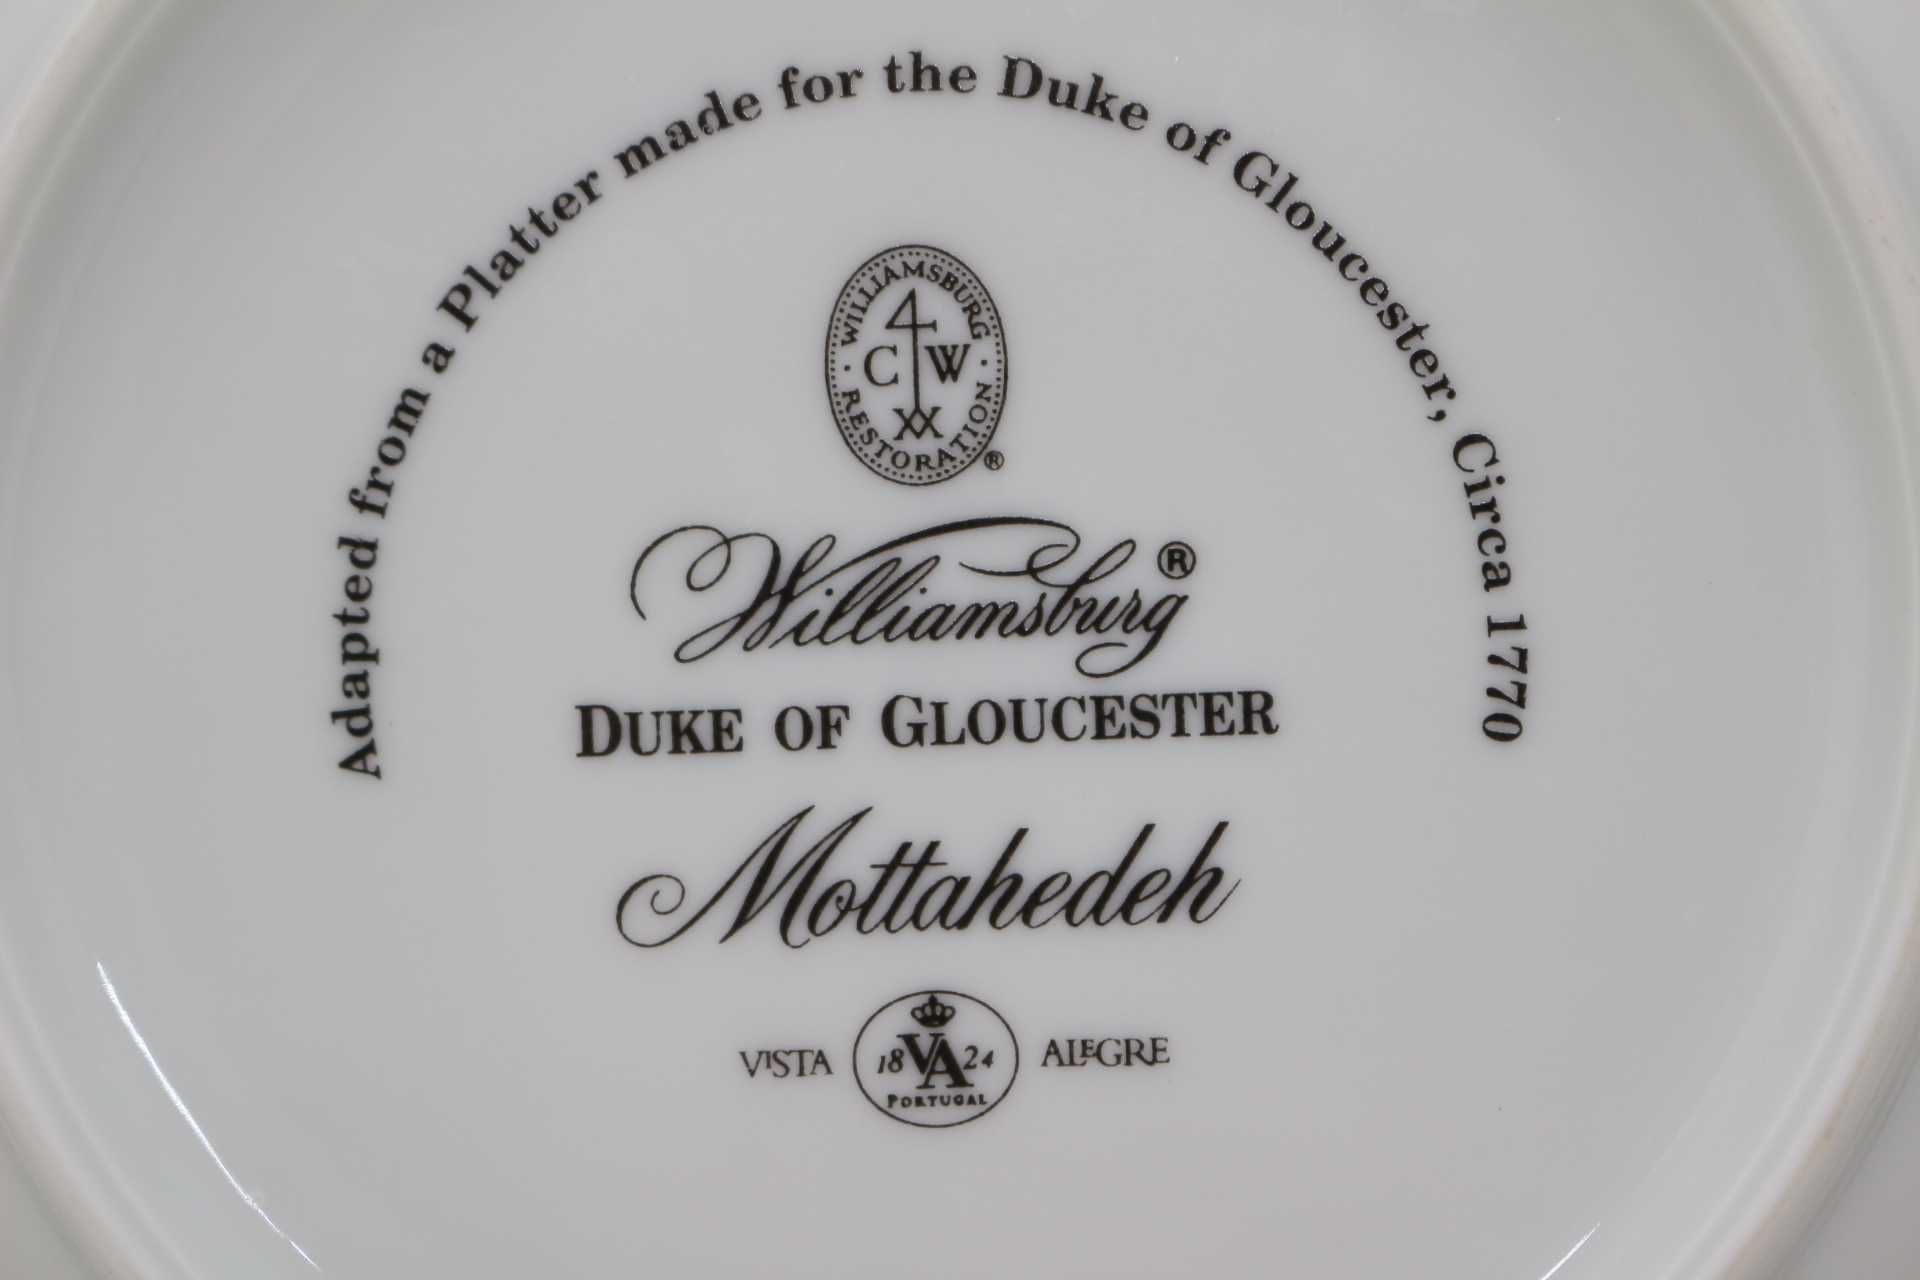 Adapted from a Platter made for the Duke of Gloucester, Circa 1770
WILLIAMSBURG
C W
RESTORATION
®
Williamsburg®
DUKE OF GLOUCESTER
Mottahedeh
VISTA ALEGRE
18 VA 24
PORTUGAL